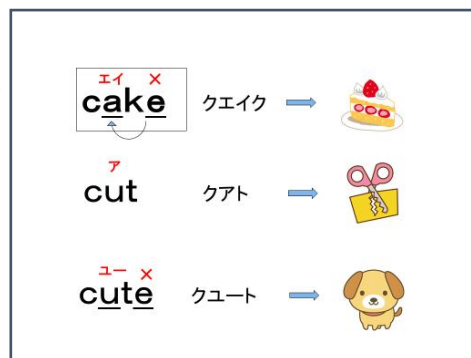 エイ ×
cake クエイク
ア
cut クアト
ユー ×
cute クユート